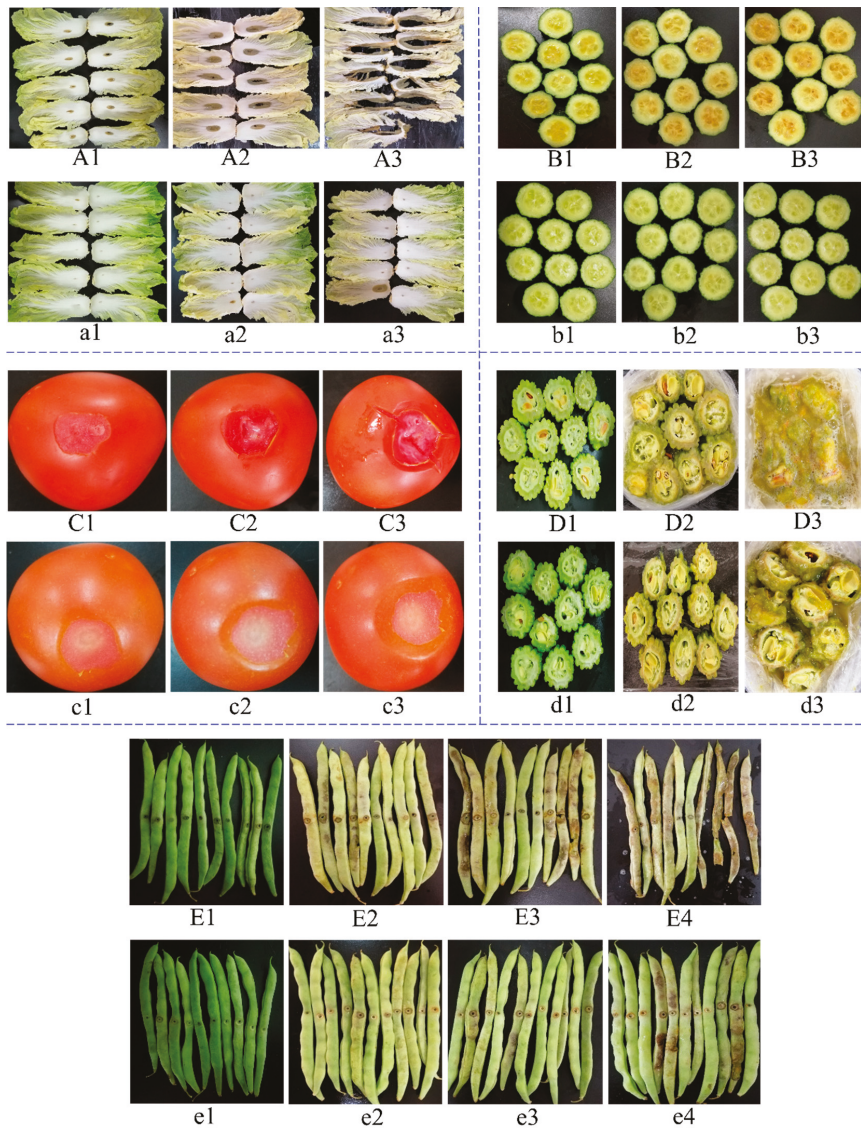 A1 A2 A3 B1 B2 B3
a1 a2 a3 b1 b2 b3
C1 C2 C3 D1 D2 D3
c1 c2 c3 d1 d2 d3
E1 E2 E3 E4
e1 e2 e3 e4